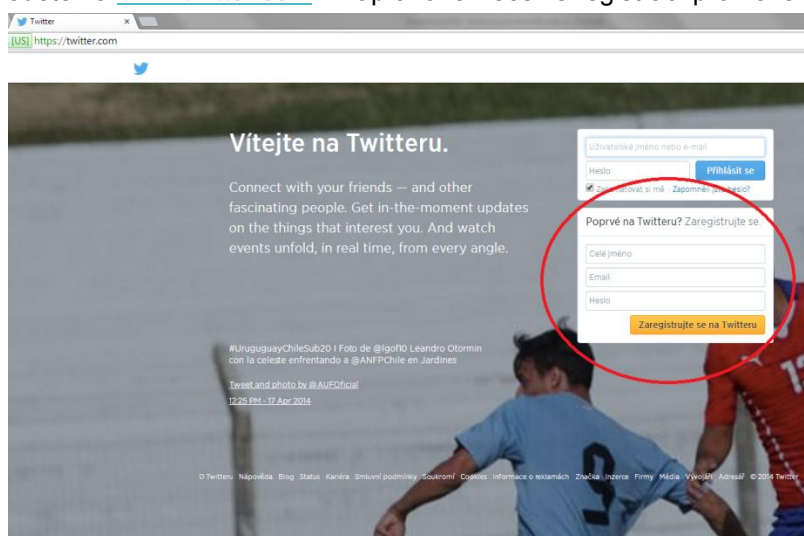 Twitter
[US] https://twitter.com
Vítejte na Twitteru.
Connect with your friends — and other
fascinating people. Get in-the-moment updates
on the things that interest you. And watch
events unfold, in real time, from every angle.
#UruguguayChileSub20 I Foto de @lgof10 Leandro Otormin
con la celeste enfrentando a @ANFPChile en Jardines
Tweet and photo by @AUFOficial
12:25 PM - 17 Apr 2014
Uživatelské jméno nebo e-mail
Heslo Přihlásit se
Zapamatovat si mě · Zapomněli jste heslo?
Poprvé na Twitteru? Zaregistrujte se.
Celé jméno
Email
Heslo
Zaregistrujte se na Twitteru
9
O Twitteru Nápověda Blog Status Kariéra Smluvní podmínky Soukromí Cookies Informace o reklamách Značka Inzerce Firmy Média Vývojáři Adresář © 2014 Twitter